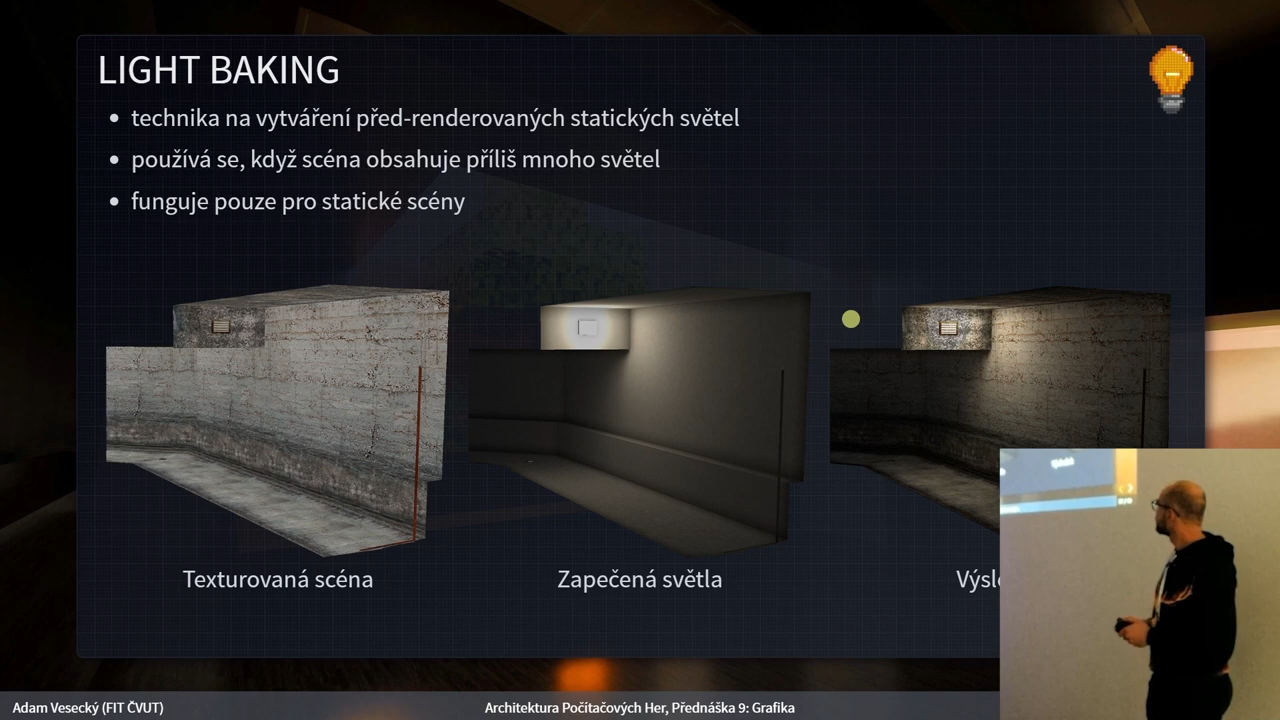 LIGHT BAKING
technika na vytváření před-renderovaných statických světel
používá se, když scéna obsahuje příliš mnoho světel
funguje pouze pro statické scény
Texturovaná scéna
Zapečená světla
Adam Vesecký (FIT ČVUT)
Architektura Počítačových Her, Přednáška 9: Grafika